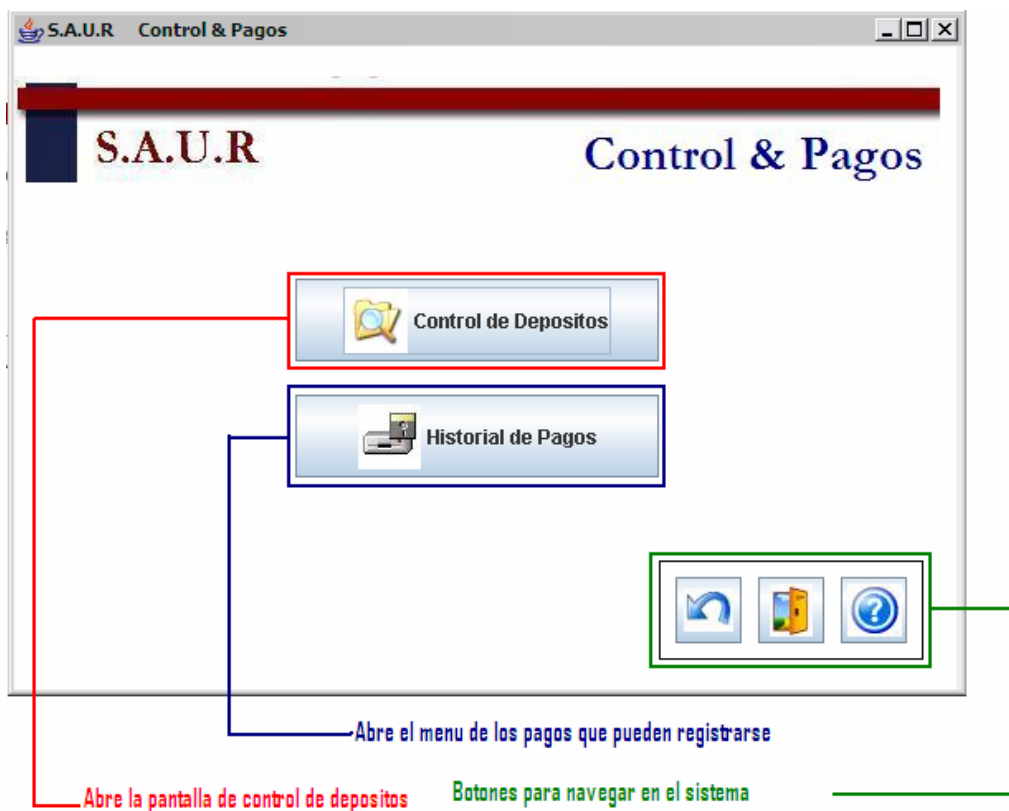 S.A.U.R Control & Pagos
S.A.U.R
Control & Pagos
Control de Depositos
Historial de Pagos
Abre el menu de los pagos que pueden registrarse
Abre la pantalla de control de depositos
Botones para navegar en el sistema